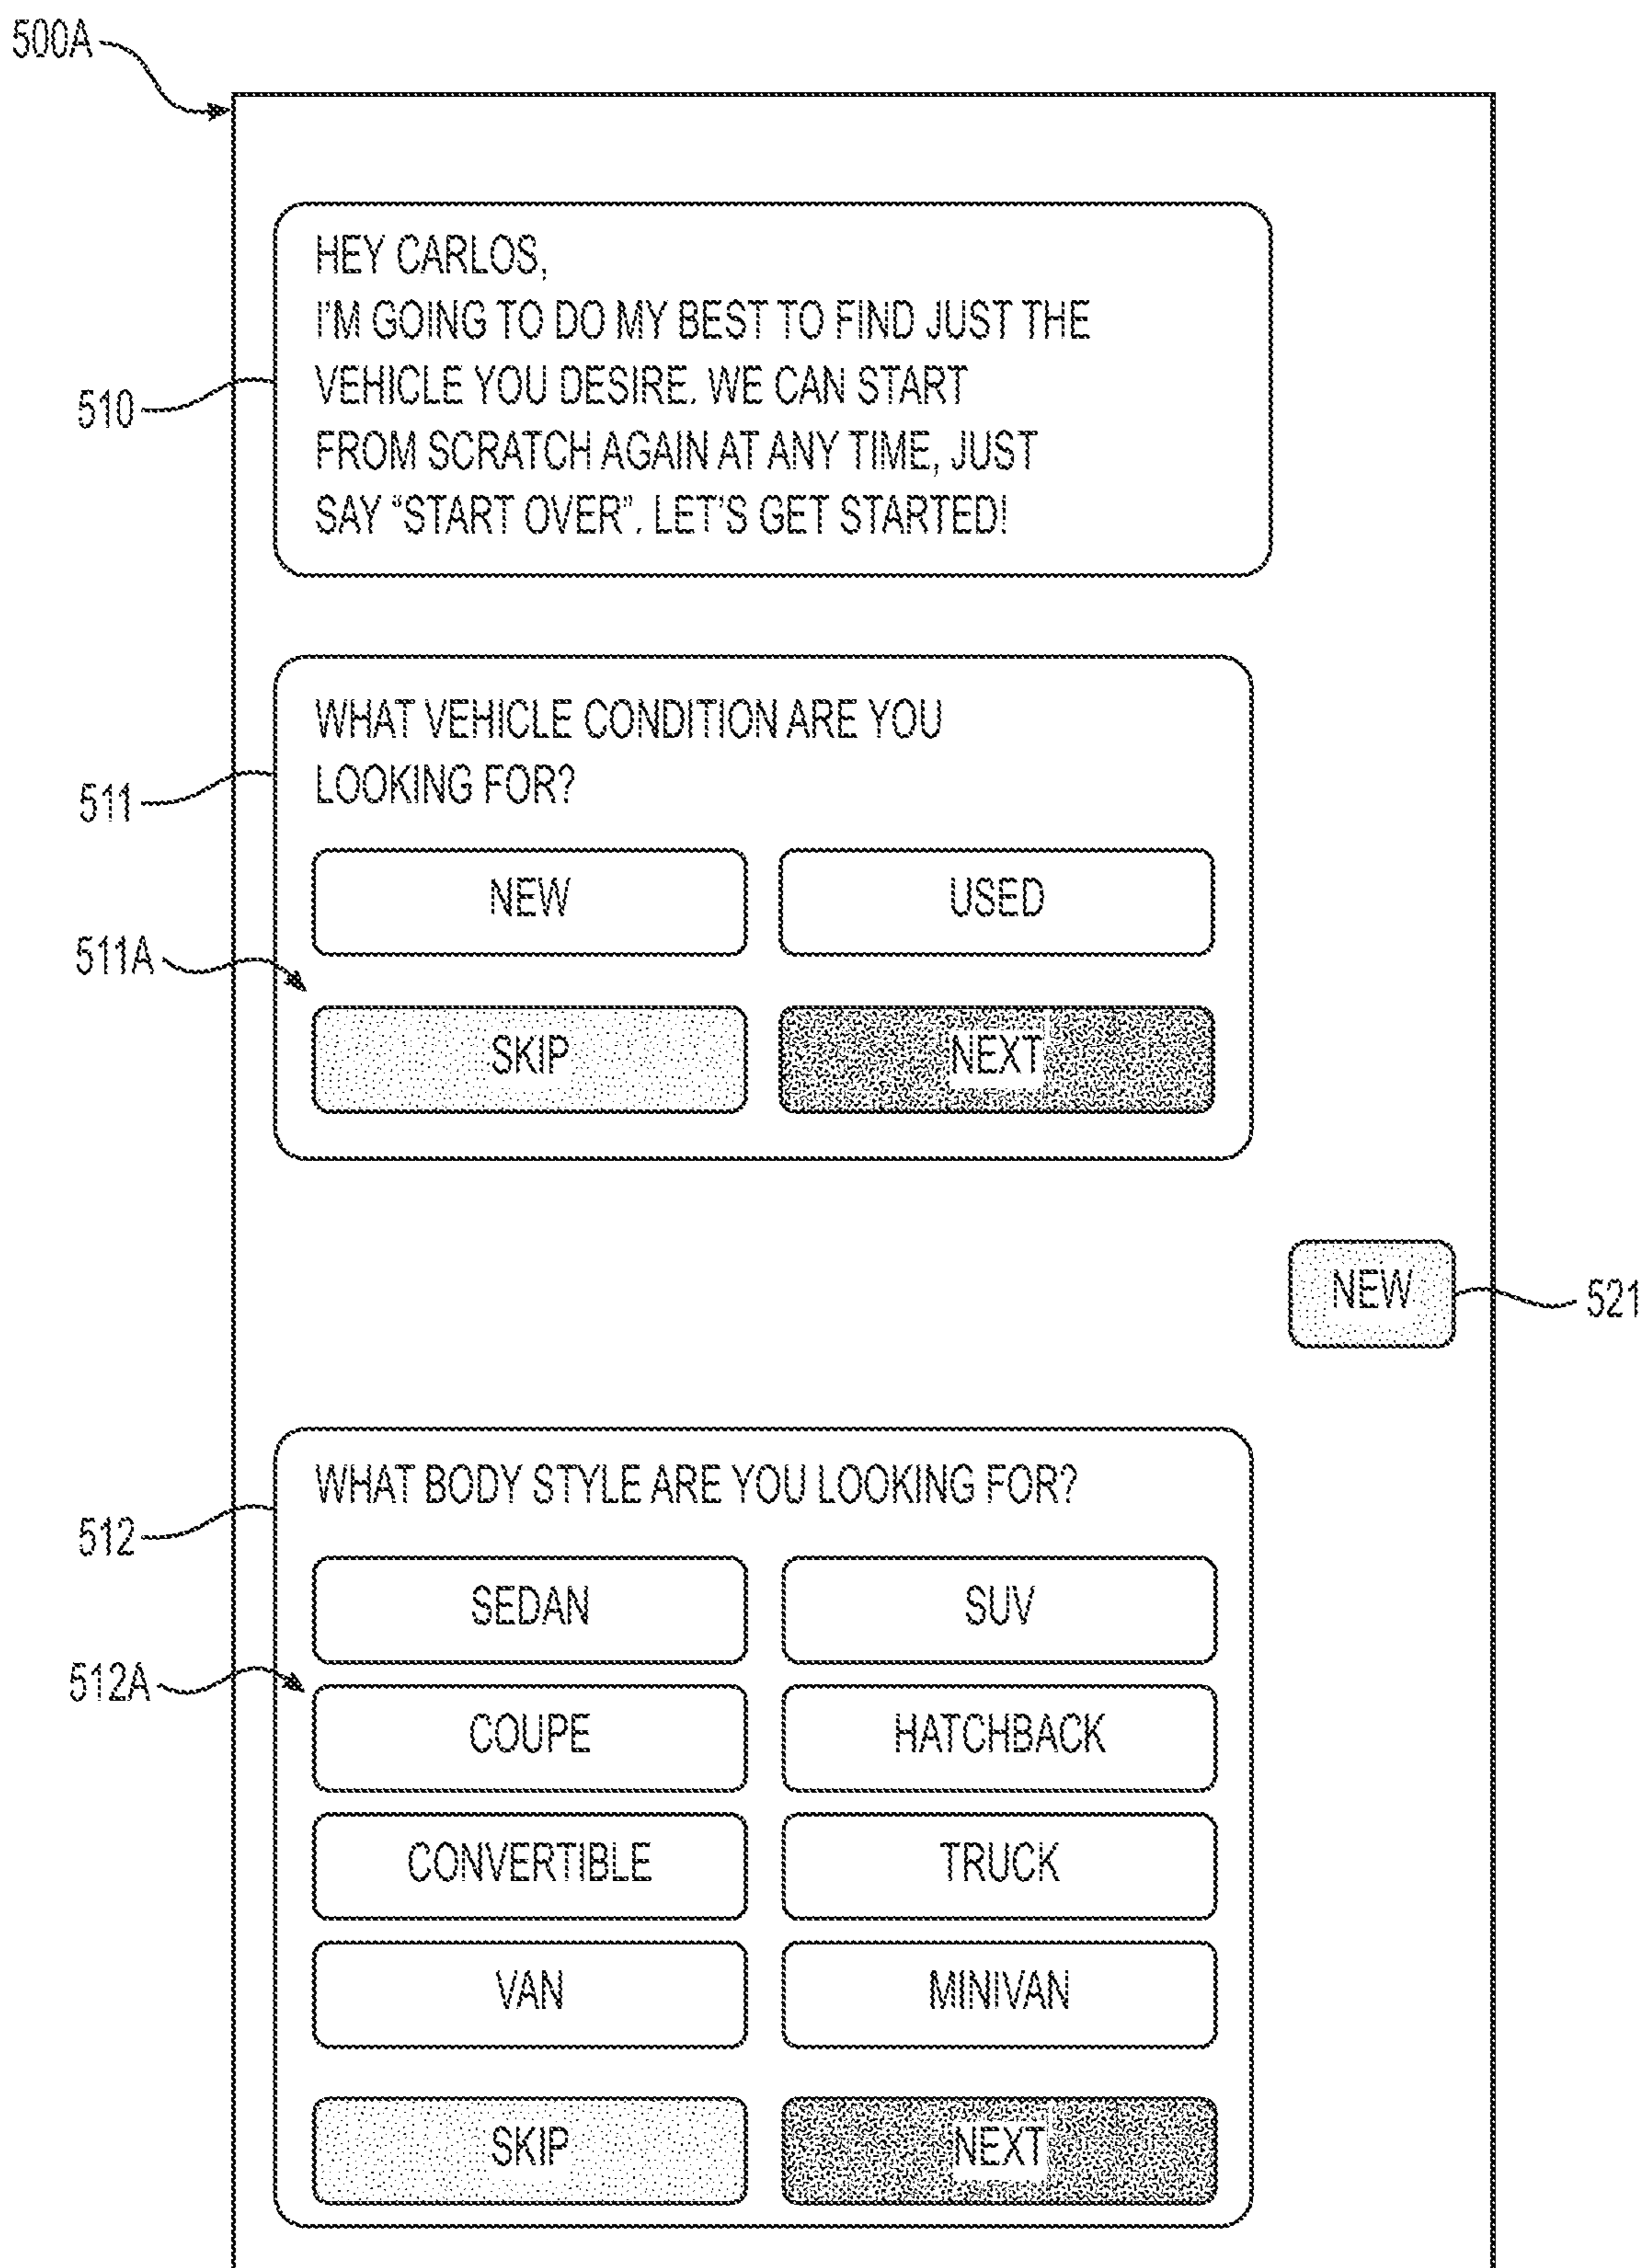 500A
HEY CARLOS,
I'M GOING TO DO MY BEST TO FIND JUST THE
VEHICLE YOU DESIRE. WE CAN START
FROM SCRATCH AGAIN AT ANY TIME, JUST
SAY “START OVER”. LET'S GET STARTED!
510
WHAT VEHICLE CONDITION ARE YOU
LOOKING FOR?
511
NEW
USED
511A
SKIP
NEXT
NEW
521
WHAT BODY STYLE ARE YOU LOOKING FOR?
512
SEDAN
SUV
512A
COUPE
HATCHBACK
CONVERTIBLE
TRUCK
VAN
MINIVAN
SKIP
NEXT